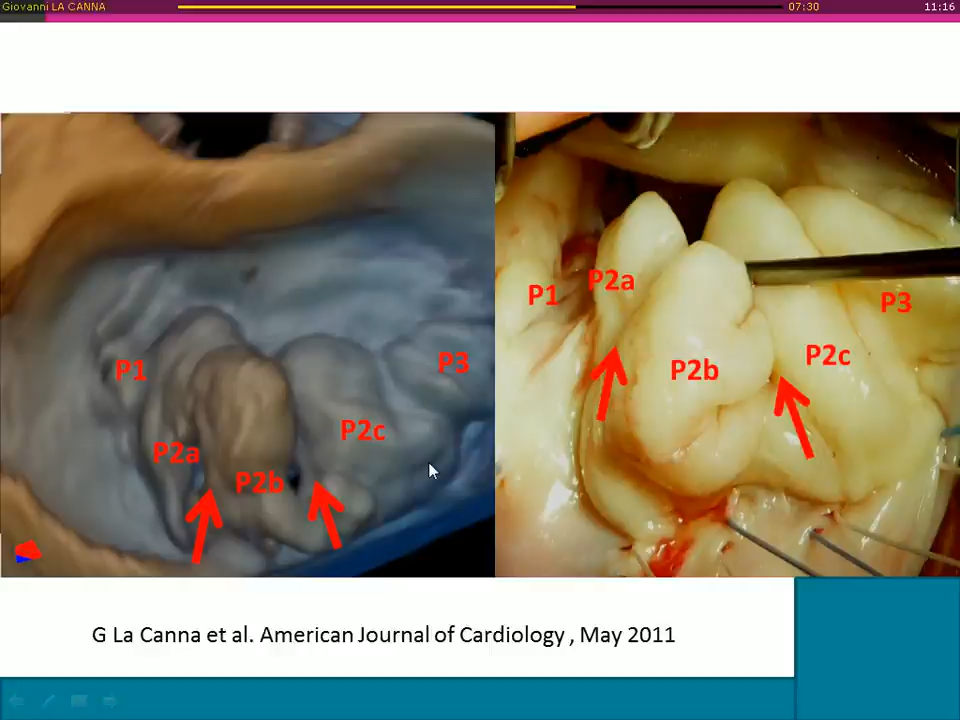 Giovanni LA CANNA
07:30
11:16
P1
P2a
P2b
P2c
P3
P1
P2a
P2b
P2c
P3
G La Canna et al. American Journal of Cardiology , May 2011